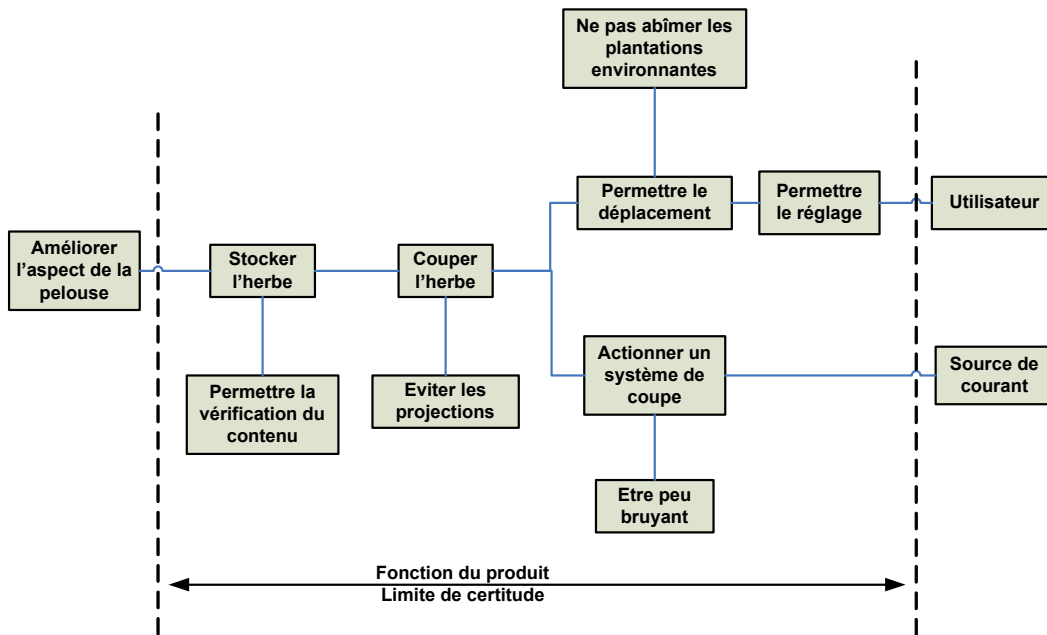 Ne pas abîmer les
plantations
environnantes
Permettre le
déplacement
Permettre
le réglage
Utilisateur
Améliorer
l’aspect de la
pelouse
Stocker
l’herbe
Couper
l’herbe
Actionner un
système de
coupe
Source de
courant
Permettre la
vérification du
contenu
Eviter les
projections
Etre peu
bruyant
Fonction du produit
Limite de certitude